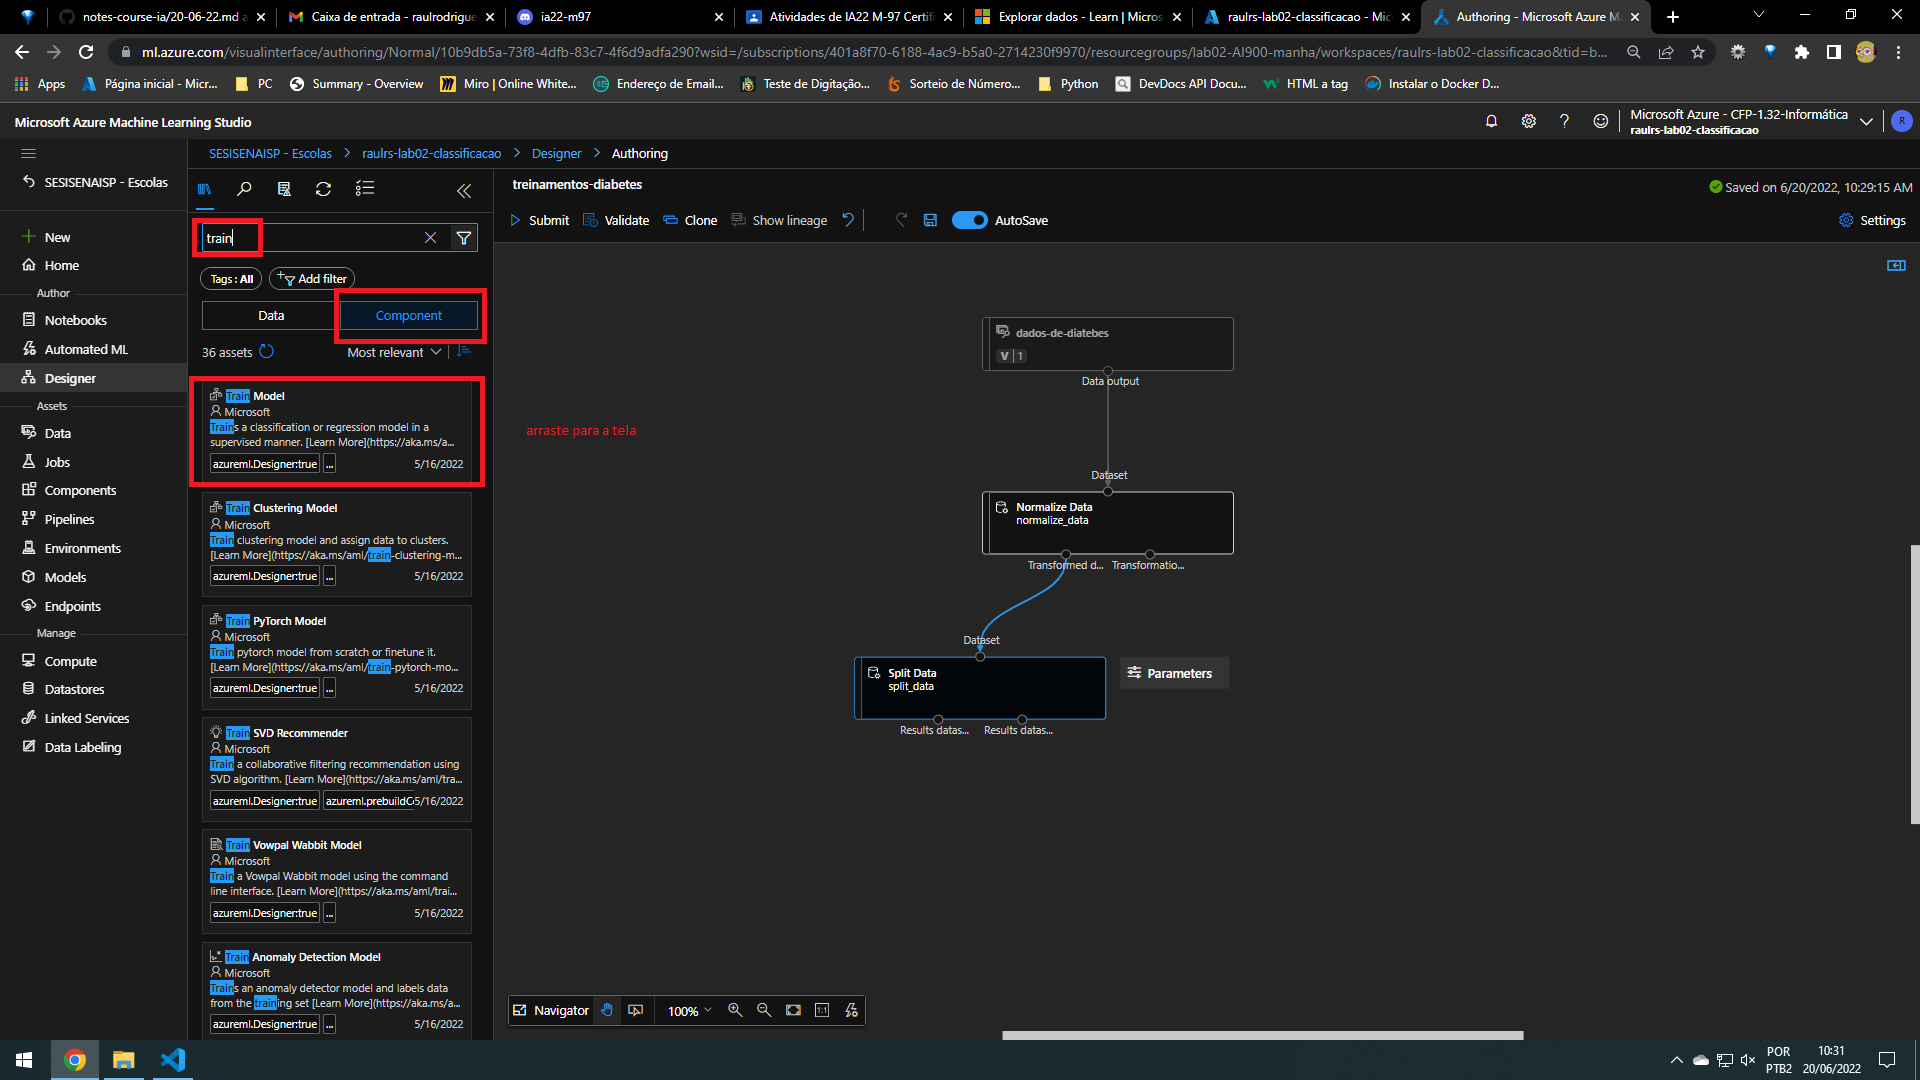 notes-course-ia/20-06-22.md a
Caixa de entrada - raulrodrigue
ia22-m97
Atividades de IA22 M-97 Certifi
Explorar dados - Learn | Micros
raulrs-lab02-classificacao - Mic
Authoring - Microsoft Azure Ma
ml.azure.com/visualinterface/authoring/Normal/10b9db5a-73f8-4dfb-83c7-4f6d9adfa290?wsid=/subscriptions/401a8f70-6188-4ac9-b5a0-2714230f9970/resourcegroups/lab02-AI900-manha/workspaces/raulrs-lab02-classificacao&tid=b...
Apps
Página inicial - Micr...
PC
Summary - Overview
Miro | Online White...
Endereço de Email...
Teste de Digitação...
Sorteio de Número...
Python
DevDocs API Docu...
HTML a tag
Instalar o Docker D...
Microsoft Azure Machine Learning Studio
Microsoft Azure - CFP-1.32-Informática
raulrs-lab02-classificacao
R
SESISENAISP - Escolas > raulrs-lab02-classificacao > Designer > Authoring
SESISENAISP - Escolas
New
Home
Author
Notebooks
Automated ML
Designer
Assets
Data
Jobs
Components
Pipelines
Environments
Models
Endpoints
Manage
Compute
Datastores
Linked Services
Data Labeling
train
Tags : All
Add filter
Data
Component
36 assets
Most relevant
Train Model
Microsoft
Trains a classification or regression model in a
supervised manner. [Learn More](https://aka.ms/a...
azureml.Designer:true
...
5/16/2022
Train Clustering Model
Microsoft
Train clustering model and assign data to clusters.
[Learn More](https://aka.ms/aml/train-clustering-m...
azureml.Designer:true
...
5/16/2022
Train PyTorch Model
Microsoft
Train pytorch model from scratch or finetune it.
[Learn More](https://aka.ms/aml/train-pytorch-mo...
azureml.Designer:true
...
5/16/2022
Train SVD Recommender
Microsoft
Train a collaborative filtering recommendation using
SVD algorithm. [Learn More](https://aka.ms/aml/tra...
azureml.Designer:true
azureml.prebuildC
5/16/2022
Train Vowpal Wabbit Model
Microsoft
Train a Vowpal Wabbit model using the command
line interface. [Learn More](https://aka.ms/aml/trai...
azureml.Designer:true
...
5/16/2022
Train Anomaly Detection Model
Microsoft
Trains an anomaly detector model and labels data
from the training set [Learn More](https://aka.ms/a...
azureml.Designer:true
...
5/16/2022
treinamentos-diabetes
Saved on 6/20/2022, 10:29:15 AM
Submit
Validate
Clone
Show lineage
AutoSave
Settings
arraste para a tela
dados-de-diatebes
V | 1
Data output
Dataset
Normalize Data
normalize_data
Transformed d...
Transformatio...
Dataset
Split Data
split_data
Parameters
Results datas...
Results datas...
Navigator
100%
1:1
POR
PTB2
10:31
20/06/2022